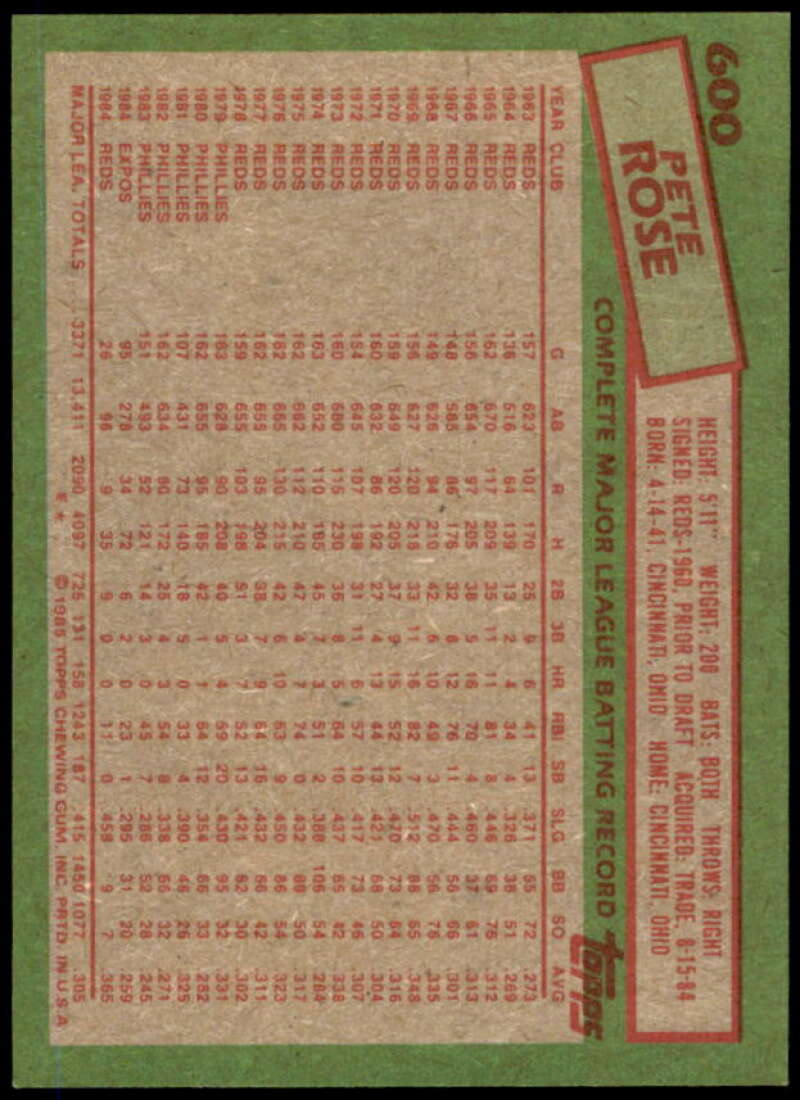 600
PETE
ROSE
HEIGHT: 5'11" WEIGHT: 200 BATS: BOTH THROWS: RIGHT
SIGNED: REDS-1960, PRIOR TO DRAFT ACQUIRED: TRADE, 8-15-84
BORN: 4-14-41, CINCINNATI, OHIO HOME: CINCINNATI, OHIO
COMPLETE MAJOR LEAGUE BATTING RECORD topps
YEAR CLUB G AB R H 2B 3B HR RBI SB SLG BB SO AVG
1963 REDS 157 623 101 170 25 9 6 41 13 .371 55 72 .273
1964 REDS 136 516 64 139 13 2 4 34 4 .326 36 51 .269
1965 REDS 162 670 117 209 35 11 11 81 8 .446 69 76 .312
1966 REDS 156 654 97 205 38 5 16 70 4 .460 37 61 .313
1967 REDS 148 585 86 176 32 8 12 76 11 .444 56 66 .301
1968 REDS 149 626 94 210 42 6 10 49 3 .470 56 76 .335
1969 REDS 156 627 120 218 33 11 16 82 7 .512 88 65 .348
1970 REDS 159 649 120 205 37 9 15 52 12 .470 73 64 .316
1971 REDS 160 632 86 192 27 4 13 44 13 .421 68 50 .304
1972 REDS 154 645 107 198 31 11 6 57 10 .417 73 46 .307
1973 REDS 160 680 115 230 36 8 5 64 10 .437 65 42 .338
1974 REDS 163 652 110 185 45 7 3 51 2 .388 106 54 .284
1975 REDS 162 662 112 210 47 4 7 74 0 .432 89 50 .317
1976 REDS 162 665 130 215 42 6 10 63 9 .450 86 54 .323
1977 REDS 162 655 95 204 38 7 9 64 16 .432 66 42 .311
1978 REDS 159 655 103 198 51 3 7 52 13 .421 62 30 .302
1979 PHILLIES 163 628 90 208 40 5 4 59 20 .430 95 32 .331
1980 PHILLIES 162 655 95 185 42 1 1 64 12 .354 66 33 .282
1981 PHILLIES 107 431 73 140 18 5 0 33 4 .390 46 26 .325
1982 PHILLIES 162 634 80 172 25 4 3 54 8 .338 66 32 .271
1983 PHILLIES 151 493 52 121 14 3 0 45 7 .286 52 28 .245
1984 EXPOS 95 278 34 72 6 2 0 23 1 .295 31 20 .259
1984 REDS 26 96 9 35 9 0 0 11 0 .458 9 7 .365
MAJOR LEA. TOTALS ... 3371 13,411 2090 4097 725 131 158 1243 187 .415 1450 1077 .305
E* © 1985 TOPPS CHEWING GUM, INC. PRTD. IN U.S.A.